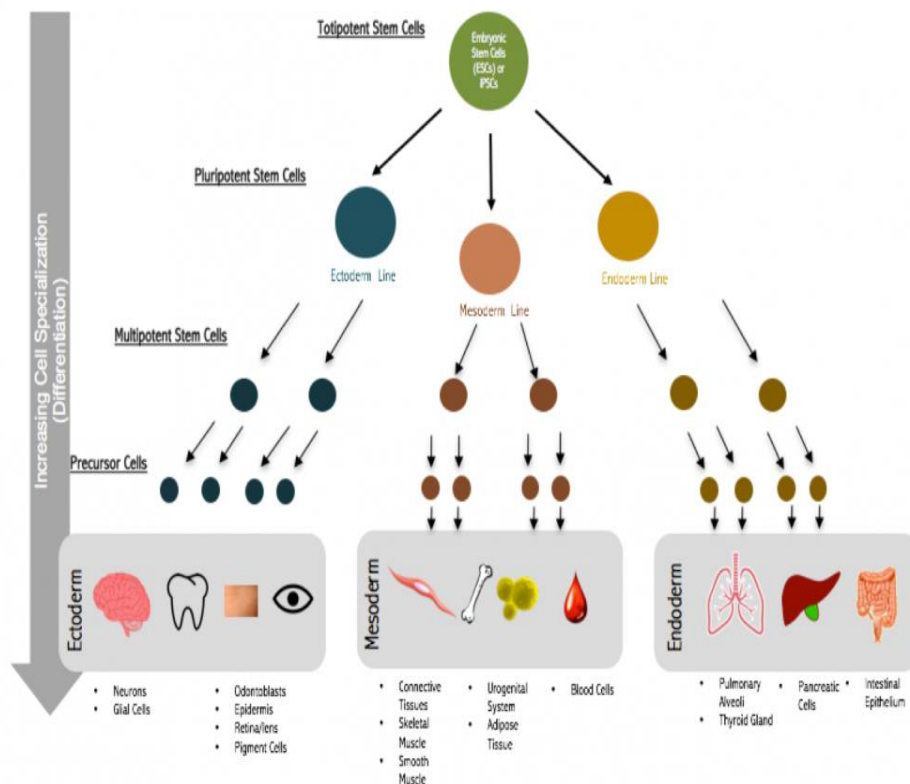 Totipotent Stem Cells
Embryonic
Stem Cells
(ESCs) or
iPSCs
Pluripotent Stem Cells
Ectoderm Line
Mesoderm Line
Endoderm Line
Multipotent Stem Cells
Precursor Cells
Increasing Cell Specialization
(Differentiation)
Ectoderm
Mesoderm
Endoderm
• Neurons
• Glial Cells
• Odontoblasts
• Epidermis
• Retina/lens
• Pigment Cells
• Connective
Tissues
• Skeletal
Muscle
• Smooth
Muscle
• Urogenital
System
• Adipose
Tissue
• Blood Cells
• Pulmonary
Alveoli
• Thyroid Gland
• Pancreatic
Cells
• Intestinal
Epithelium